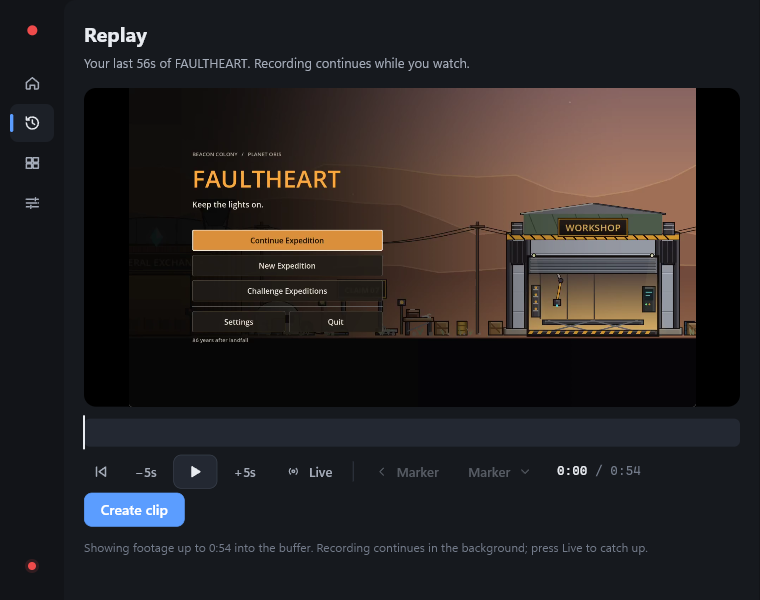 Replay
Your last 56s of FAULTHEART. Recording continues while you watch.
BEACON COLONY / PLANET ORIS
FAULTHEART
Keep the lights on.
WORKSHOP
Continue Expedition
New Expedition
Challenge Expeditions
Settings
Quit
86 years after landfall
−5s
+5s
Live
Marker
Marker
0:00 / 0:54
Create clip
Showing footage up to 0:54 into the buffer. Recording continues in the background; press Live to catch up.